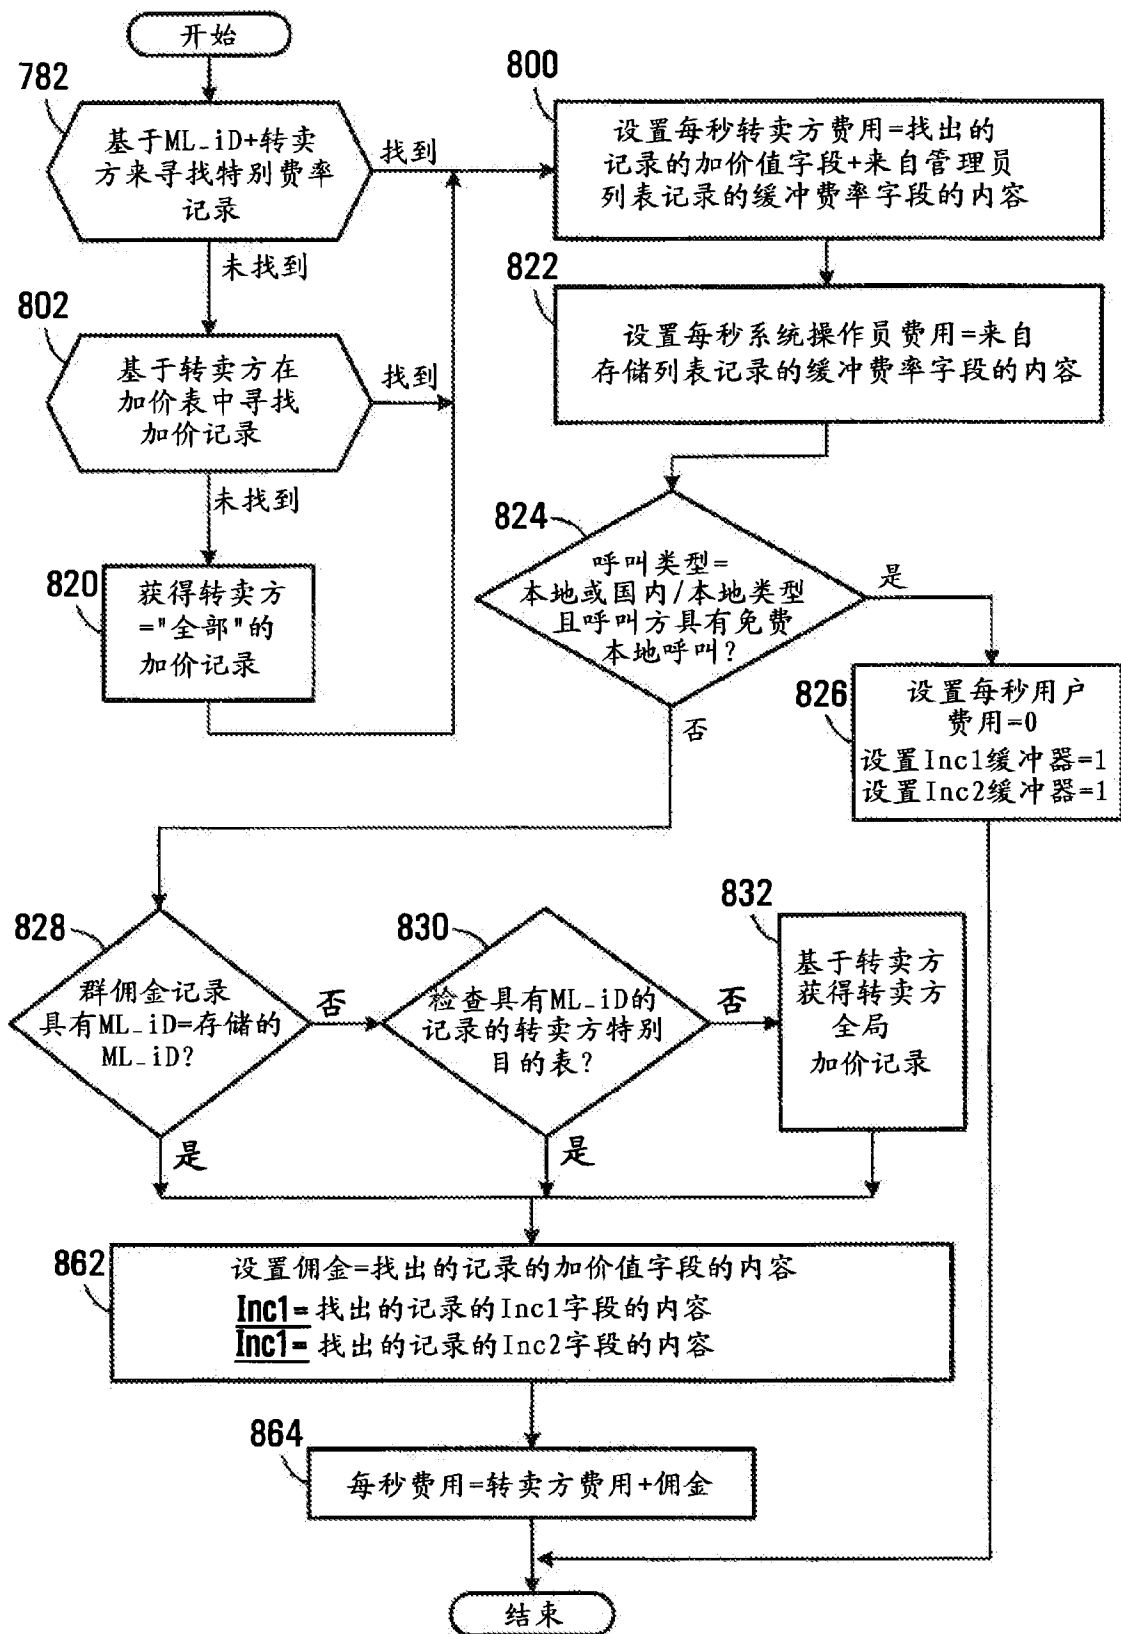 开始
782
基于ML_iD+转卖
方来寻找特别费率
记录
找到
未找到
802
基于转卖方在
加价表中寻找
加价记录
找到
未找到
820
获得转卖方
="全部"的
加价记录
800
设置每秒转卖方费用=找出的
记录的加价值字段+来自管理员
列表记录的缓冲费率字段的内容
822
设置每秒系统操作员费用=来自
存储列表记录的缓冲费率字段的内容
824
呼叫类型=
本地或国内/本地类型
且呼叫方具有免费
本地呼叫?
是
否
826
设置每秒用户
费用=0
设置Inc1缓冲器=1
设置Inc2缓冲器=1
828
群佣金记录
具有ML_iD=存储的
ML_iD?
否
是
830
检查具有ML_iD的
记录的转卖方特别
目的表?
否
是
832
基于转卖方
获得转卖方
全局
加价记录
862
设置佣金=找出的记录的加价值字段的内容
Inc1=找出的记录的Inc1字段的内容
Inc1=找出的记录的Inc2字段的内容
864
每秒费用=转卖方费用+佣金
结束